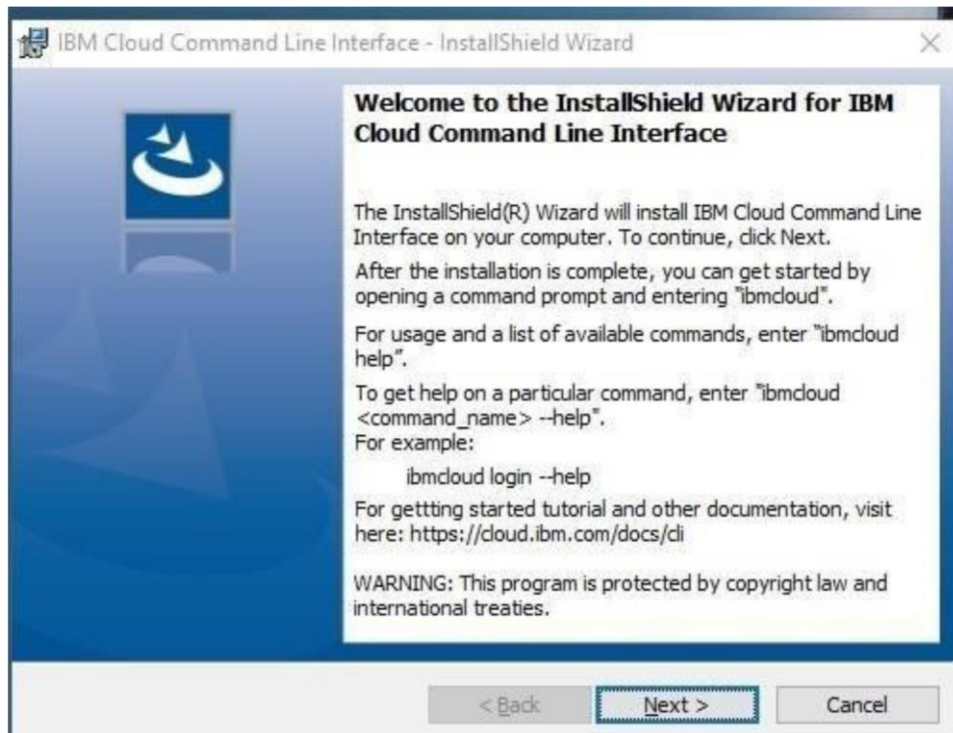 IBM Cloud Command Line Interface - InstallShield Wizard
Welcome to the InstallShield Wizard for IBM
Cloud Command Line Interface
The InstallShield(R) Wizard will install IBM Cloud Command Line
Interface on your computer. To continue, click Next.
After the installation is complete, you can get started by
opening a command prompt and entering "ibmcloud".
For usage and a list of available commands, enter "ibmcloud
help".
To get help on a particular command, enter "ibmcloud
<command_name> --help".
For example:
ibmcloud login --help
For gettting started tutorial and other documentation, visit
here: https://cloud.ibm.com/docs/cli
WARNING: This program is protected by copyright law and
international treaties.
< Back
Next >
Cancel